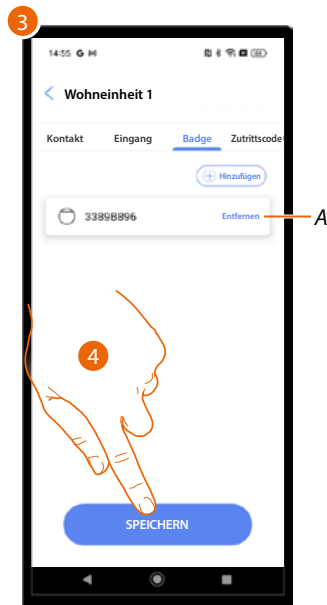 3
14:55 G
Wohneinheit 1
Kontakt Eingang Badge Zutrittscode
Hinzufügen
3389B896 Entfernen A
4
SPEICHERN